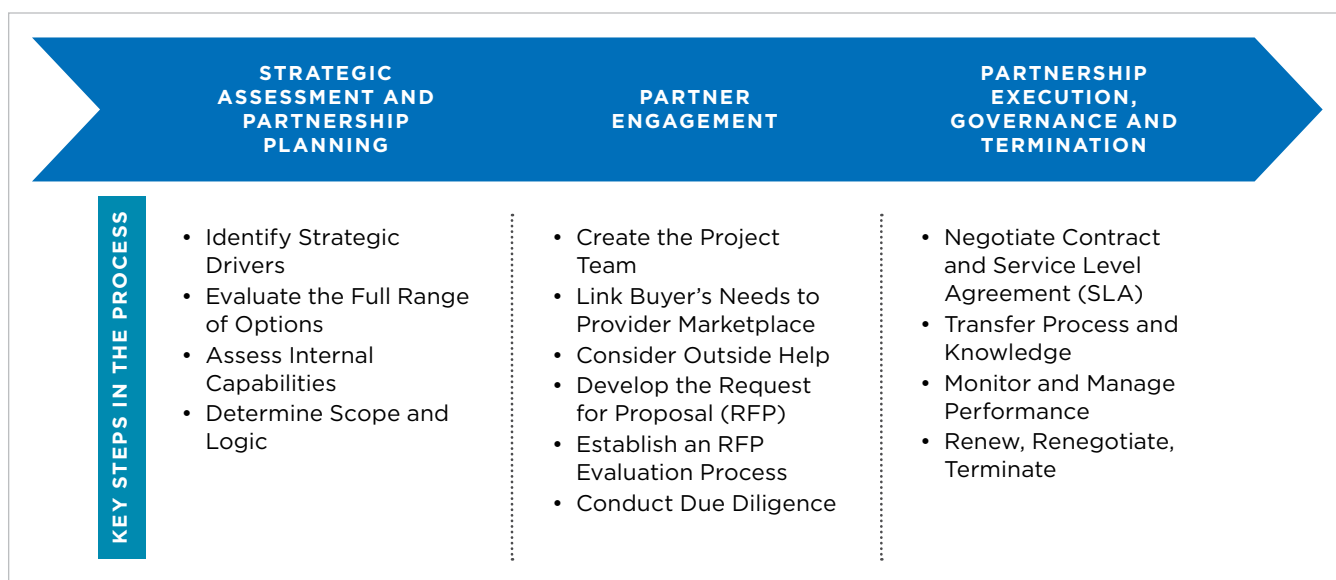 STRATEGIC
ASSESSMENT AND
PARTNERSHIP
PLANNING
PARTNER
ENGAGEMENT
PARTNERSHIP
EXECUTION,
GOVERNANCE AND
TERMINATION
KEY STEPS IN THE PROCESS
• Identify Strategic
Drivers
• Evaluate the Full Range
of Options
• Assess Internal
Capabilities
• Determine Scope and
Logic
• Create the Project
Team
• Link Buyer’s Needs to
Provider Marketplace
• Consider Outside Help
• Develop the Request
for Proposal (RFP)
• Establish an RFP
Evaluation Process
• Conduct Due Diligence
• Negotiate Contract
and Service Level
Agreement (SLA)
• Transfer Process and
Knowledge
• Monitor and Manage
Performance
• Renew, Renegotiate,
Terminate